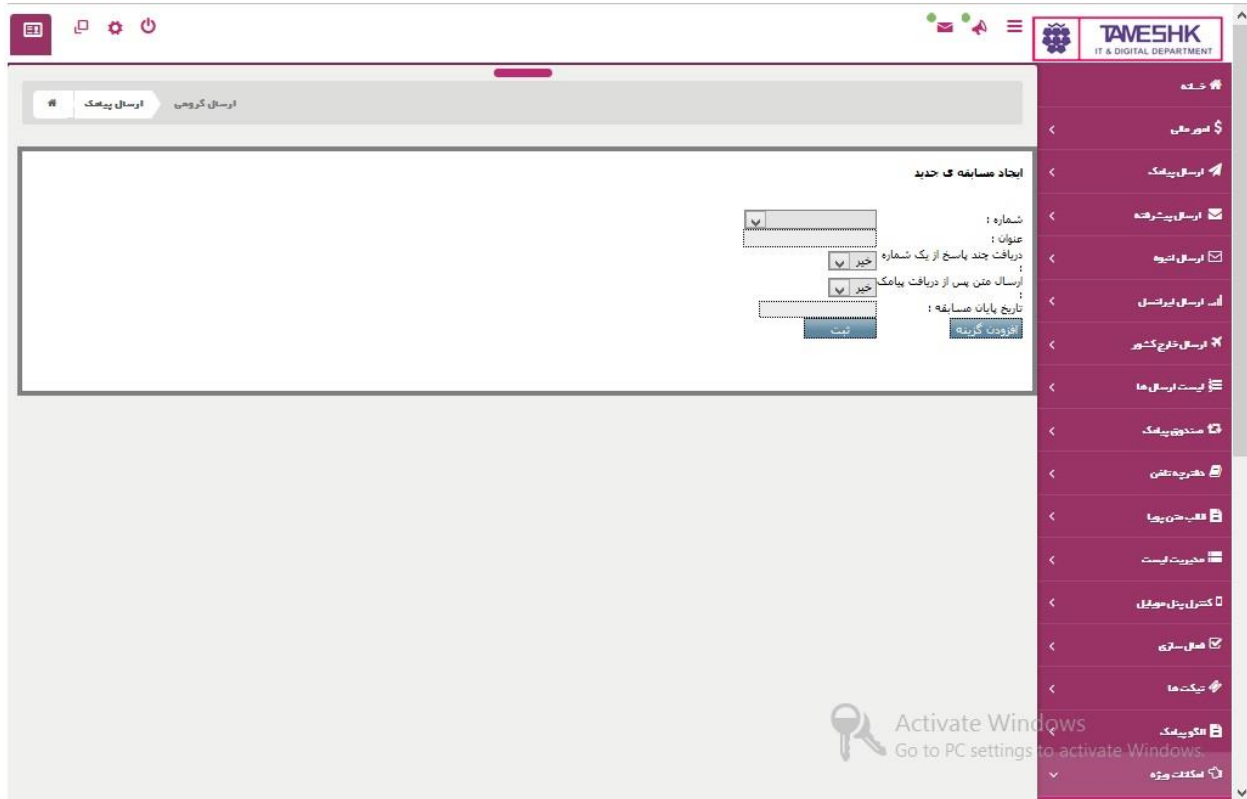 TAMESHK
IT & DIGITAL DEPARTMENT
خـانه
امور مالی
ارسال پیامک
ارسال پیشرفته
ارسال انبوه
ارسال ایرانسل
ارسال خارج کشور
لیست ارسال ها
صندوق پیامک
دفترچه تلفن
قالب متن پویا
مدیریت لیست
کنترل پنل موبایل
فعال سازی
تیکت ها
الگو پیامک
امکانات ویژه
ارسال پیامک
ارسال گروهی
ایجاد مسابقه ی جدید
شماره :
عنوان :
دریافت چند پاسخ از یک شماره
:
خیر
ارسال متن پس از دریافت پیامک
:
خیر
تاریخ پایان مسابقه :
افزودن گزینه
ثبت
Activate Windows
Go to PC settings to activate Windows.